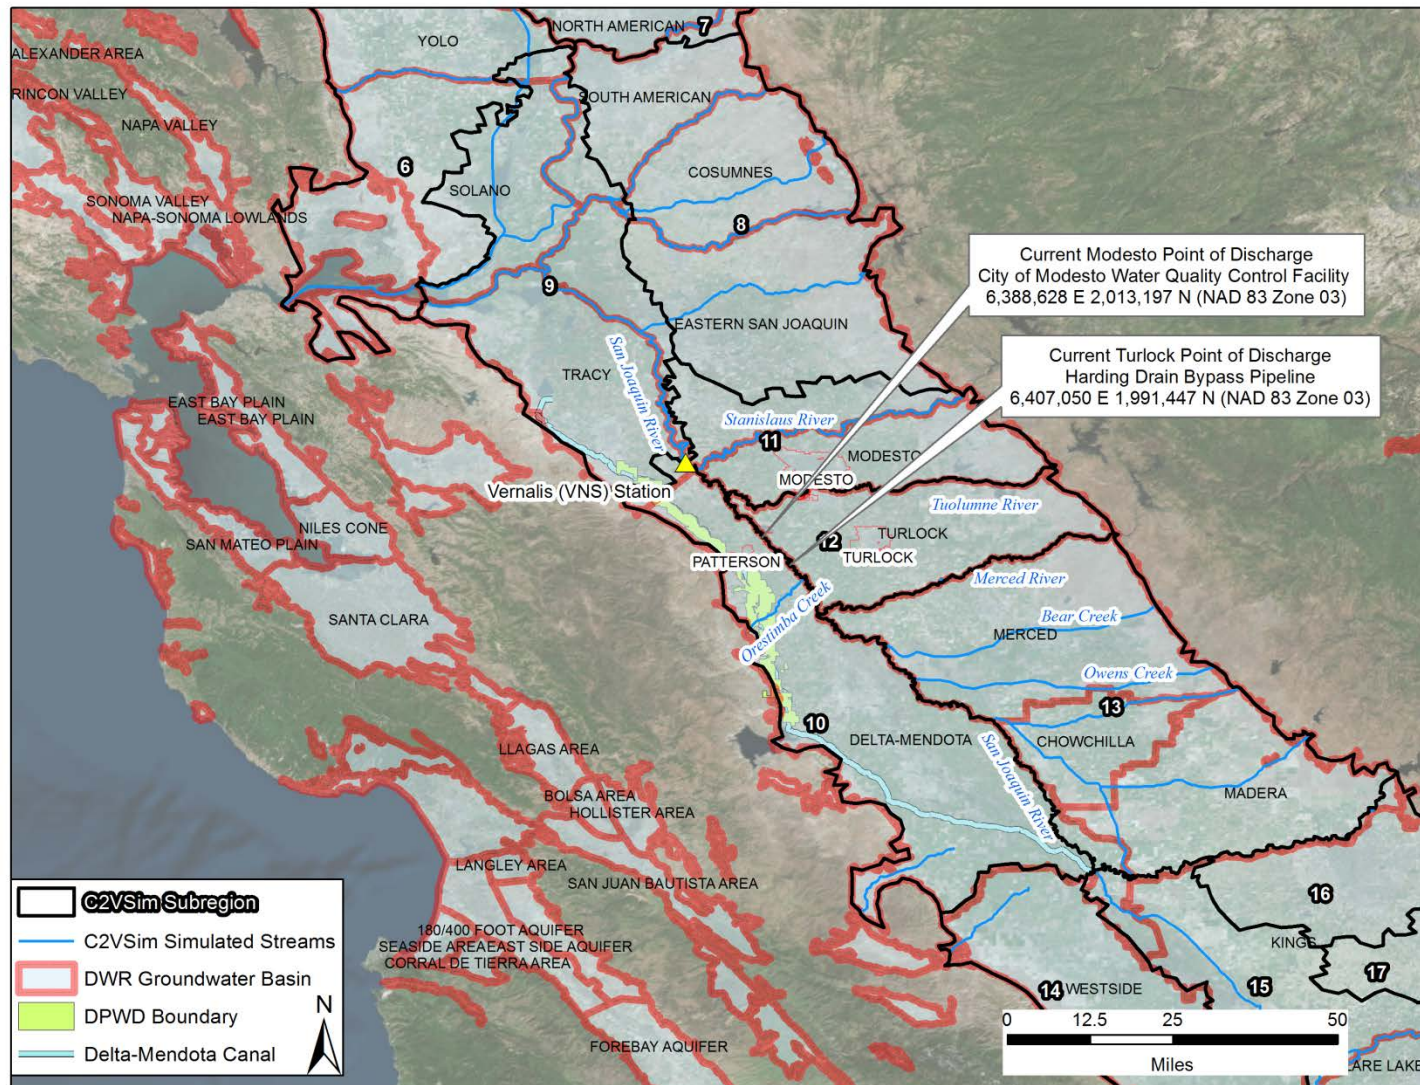 NORTH AMERICAN
7
YOLO
ALEXANDER AREA
RINCON VALLEY
SOUTH AMERICAN
NAPA VALLEY
6
COSUMNES
SOLANO
SONOMA VALLEY
NAPA-SONOMA LOWLANDS
8
Current Modesto Point of Discharge
City of Modesto Water Quality Control Facility
6,388,628 E 2,013,197 N (NAD 83 Zone 03)
9
EASTERN SAN JOAQUIN
Current Turlock Point of Discharge
Harding Drain Bypass Pipeline
6,407,050 E 1,991,447 N (NAD 83 Zone 03)
San Joaquin River
TRACY
EAST BAY PLAIN
EAST BAY PLAIN
Stanislaus River
11
MODESTO
MODESTO
Vernalis (VNS) Station
Tuolumne River
NILES CONE
SAN MATEO PLAIN
12
TURLOCK
TURLOCK
PATTERSON
Merced River
SANTA CLARA
Orestimba Creek
Bear Creek
MERCED
Owens Creek
13
10
DELTA-MENDOTA
CHOWCHILLA
LLAGAS AREA
San Joaquin River
BOLSA AREA
HOLLISTER AREA
MADERA
LANGLEY AREA
SAN JUAN BAUTISTA AREA
16
180/400 FOOT AQUIFER
SEASIDE AREA
EAST SIDE AQUIFER
CORRAL DE TIERRA AREA
KINGS
17
14
WESTSIDE
15
FOREBAY AQUIFER
LARE LAKE
C2VSim Subregion
C2VSim Simulated Streams
DWR Groundwater Basin
DPWD Boundary
Delta-Mendota Canal
N
0 12.5 25 50
Miles